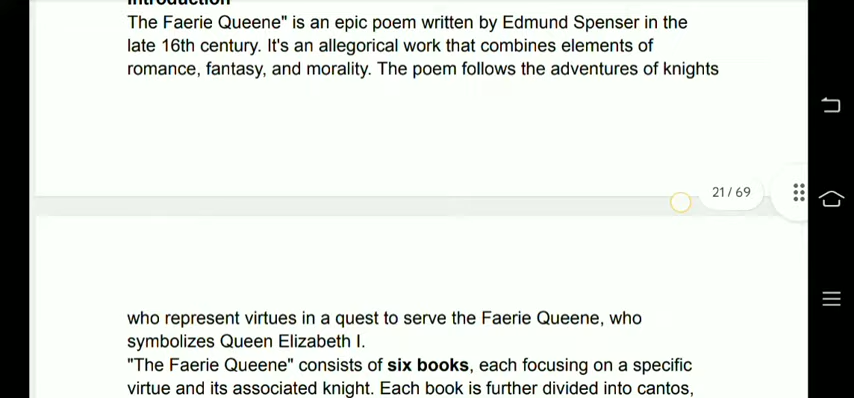 Introduction
The Faerie Queene" is an epic poem written by Edmund Spenser in the
late 16th century. It's an allegorical work that combines elements of
romance, fantasy, and morality. The poem follows the adventures of knights
21 / 69
who represent virtues in a quest to serve the Faerie Queene, who
symbolizes Queen Elizabeth I.
"The Faerie Queene" consists of six books, each focusing on a specific
virtue and its associated knight. Each book is further divided into cantos,